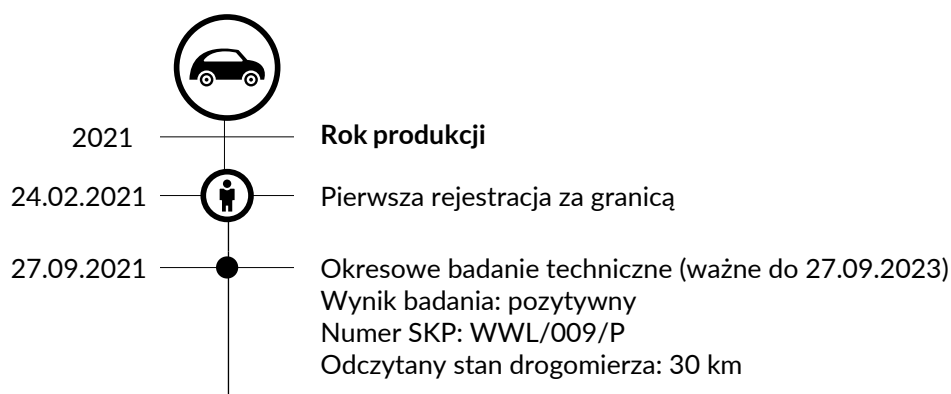 2021 Rok produkcji
24.02.2021 Pierwsza rejestracja za granicą
27.09.2021 Okresowe badanie techniczne (ważne do 27.09.2023)
Wynik badania: pozytywny
Numer SKP: WWL/009/P
Odczytany stan drogomierza: 30 km